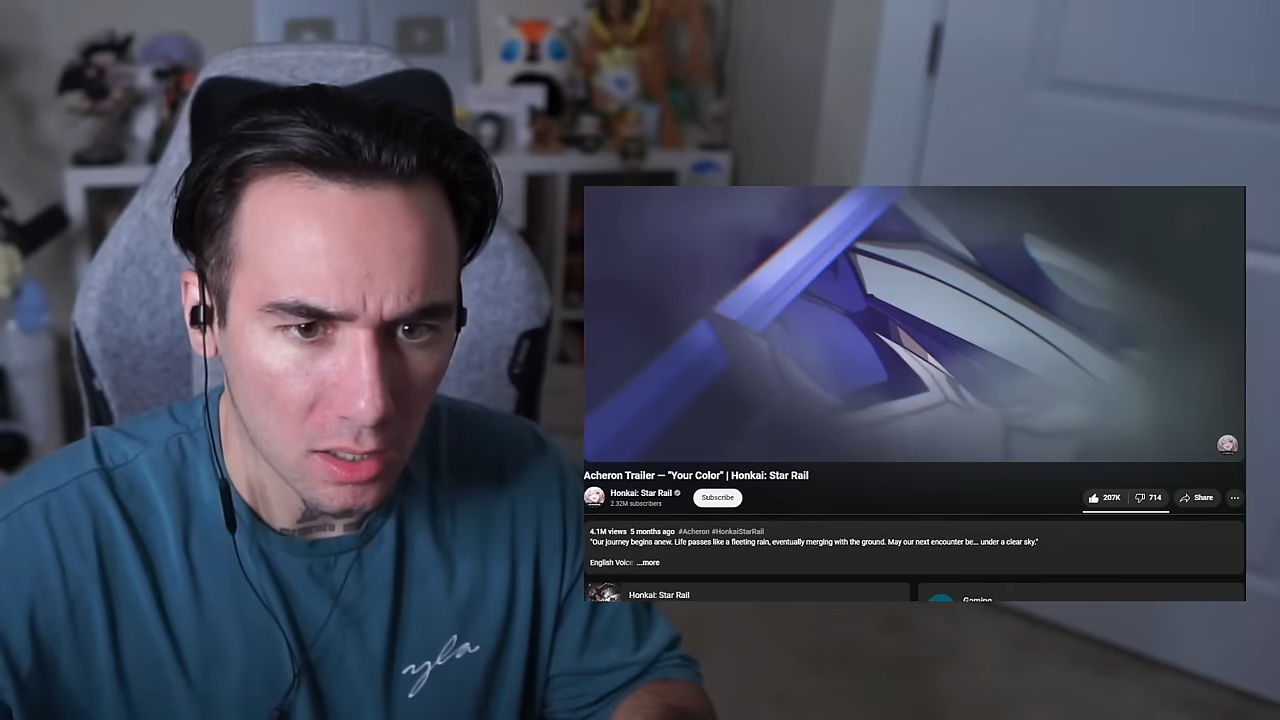 Acheron Trailer — "Your Color" | Honkai: Star Rail
Honkai: Star Rail
2.32M subscribers
Subscribe
207K
714
Share
4.1M views 5 months ago #Acheron #HonkaiStarRail
"Our journey begins anew. Life passes like a fleeting rain, eventually merging with the ground. May our next encounter be... under a clear sky."
English Voice ...more
Honkai: Star Rail
Gaming
yla